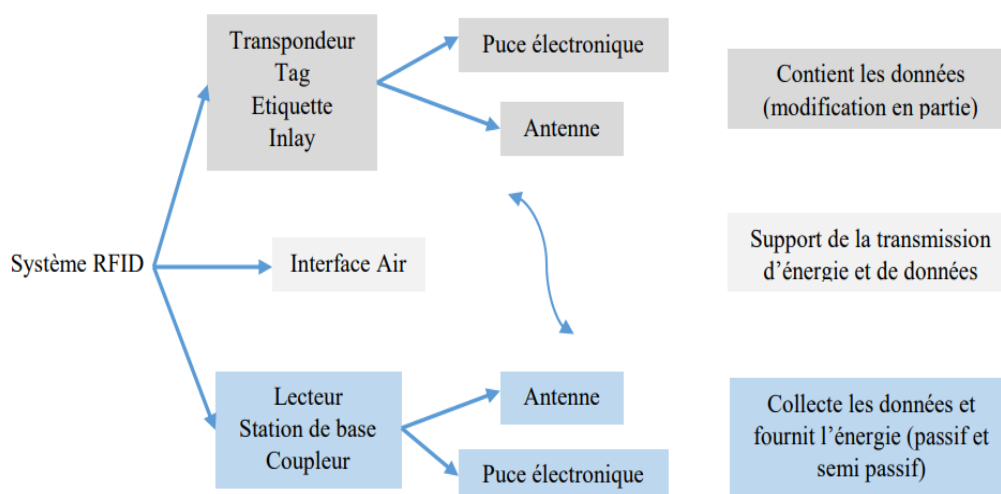 Transpondeur
Tag
Etiquette
Inlay
Puce électronique
Antenne
Contient les données
(modification en partie)
Système RFID
Interface Air
Support de la transmission
d’énergie et de données
Lecteur
Station de base
Coupleur
Antenne
Puce électronique
Collecte les données et
fournit l’énergie (passif et
semi passif)